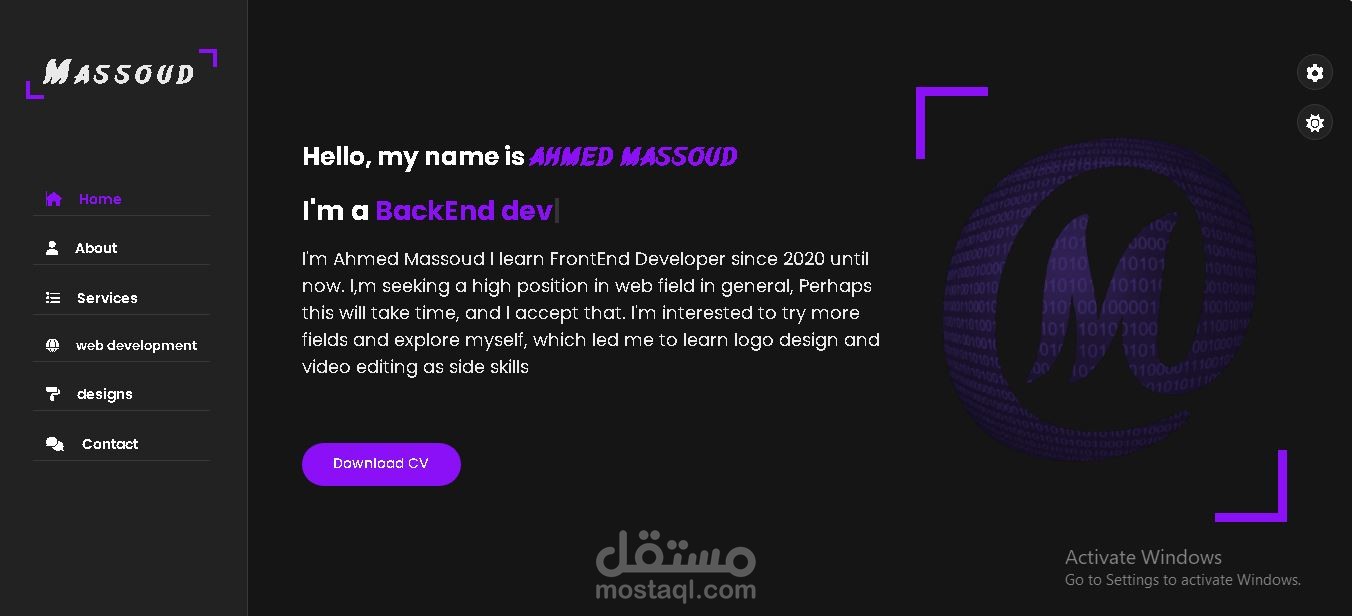 MASSOUD
Home
About
Services
web development
designs
Contact
Hello, my name is AHMED MASSOUD
I'm a BackEnd dev
I'm Ahmed Massoud I learn FrontEnd Developer since 2020 until
now. I,m seeking a high position in web field in general, Perhaps
this will take time, and I accept that. I'm interested to try more
fields and explore myself, which led me to learn logo design and
video editing as side skills
Download CV
مستقل
mostaql.com
Activate Windows
Go to Settings to activate Windows.